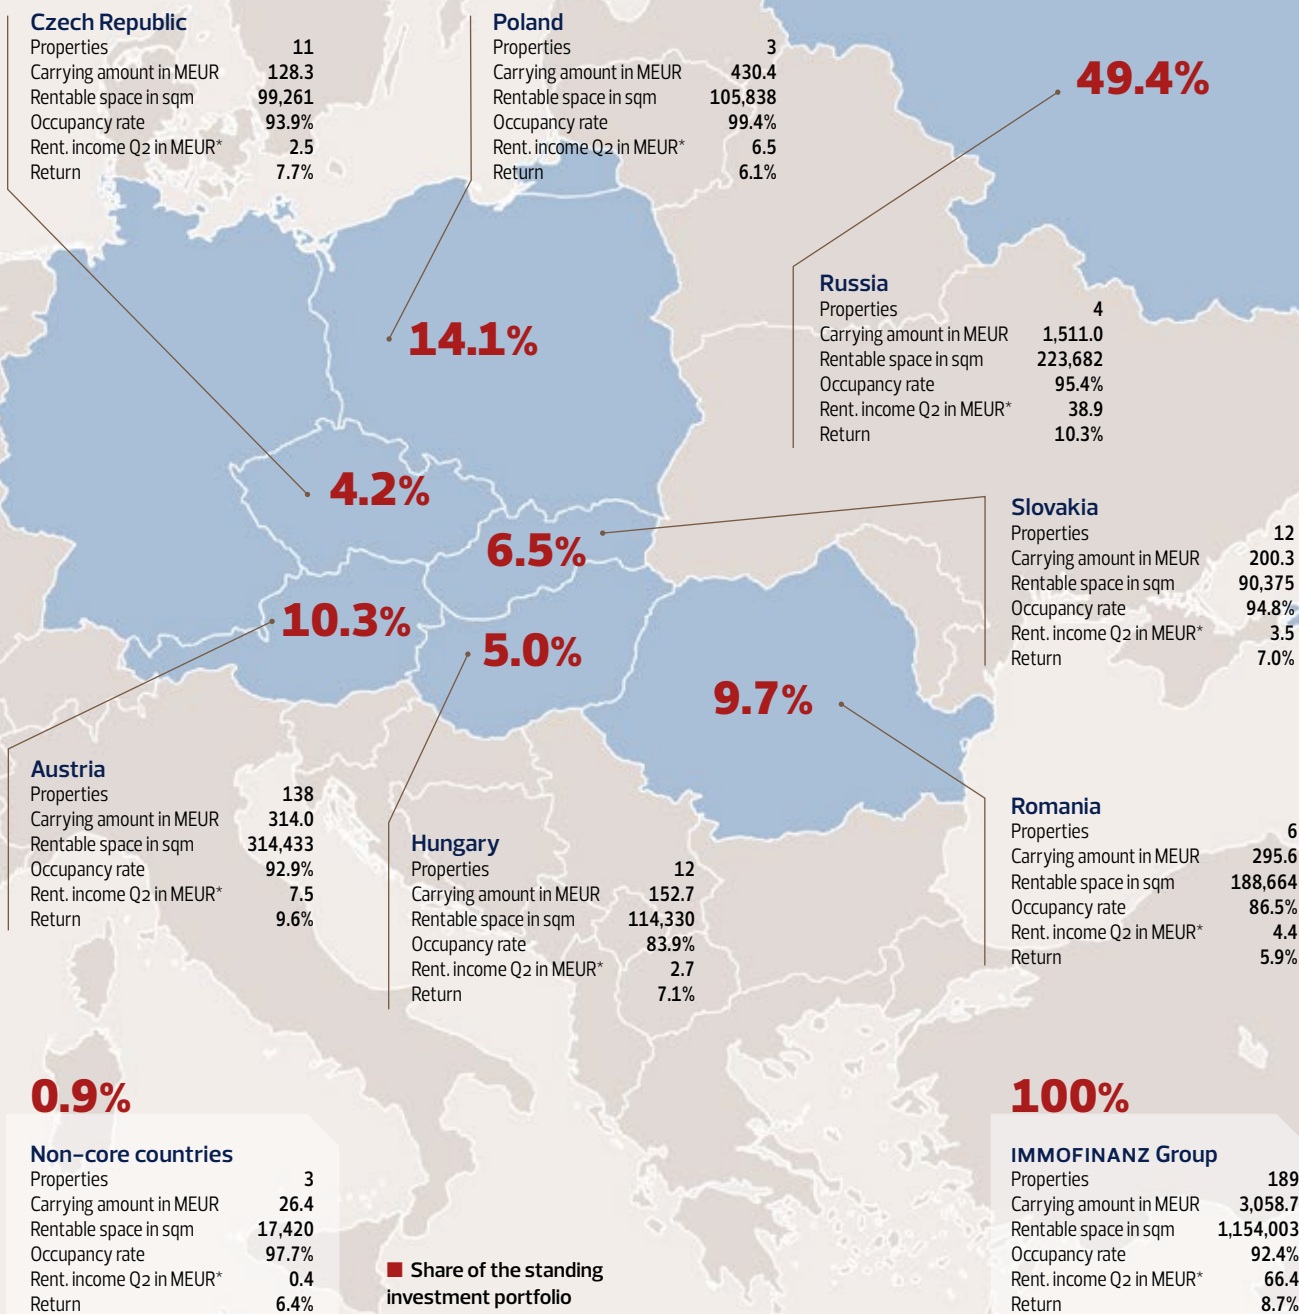 Czech Republic
Properties 11
Carrying amount in MEUR 128.3
Rentable space in sqm 99,261
Occupancy rate 93.9%
Rent. income Q2 in MEUR* 2.5
Return 7.7%
Poland
Properties 3
Carrying amount in MEUR 430.4
Rentable space in sqm 105,838
Occupancy rate 99.4%
Rent. income Q2 in MEUR* 6.5
Return 6.1%
49.4%
14.1%
Russia
Properties 4
Carrying amount in MEUR 1,511.0
Rentable space in sqm 223,682
Occupancy rate 95.4%
Rent. income Q2 in MEUR* 38.9
Return 10.3%
4.2%
6.5%
Slovakia
Properties 12
Carrying amount in MEUR 200.3
Rentable space in sqm 90,375
Occupancy rate 94.8%
Rent. income Q2 in MEUR* 3.5
Return 7.0%
10.3%
5.0%
9.7%
Austria
Properties 138
Carrying amount in MEUR 314.0
Rentable space in sqm 314,433
Occupancy rate 92.9%
Rent. income Q2 in MEUR* 7.5
Return 9.6%
Hungary
Properties 12
Carrying amount in MEUR 152.7
Rentable space in sqm 114,330
Occupancy rate 83.9%
Rent. income Q2 in MEUR* 2.7
Return 7.1%
Romania
Properties 6
Carrying amount in MEUR 295.6
Rentable space in sqm 188,664
Occupancy rate 86.5%
Rent. income Q2 in MEUR* 4.4
Return 5.9%
0.9%
Non-core countries
Properties 3
Carrying amount in MEUR 26.4
Rentable space in sqm 17,420
Occupancy rate 97.7%
Rent. income Q2 in MEUR* 0.4
Return 6.4%
Share of the standing
investment portfolio
100%
IMMOFINANZ Group
Properties 189
Carrying amount in MEUR 3,058.7
Rentable space in sqm 1,154,003
Occupancy rate 92.4%
Rent. income Q2 in MEUR* 66.4
Return 8.7%